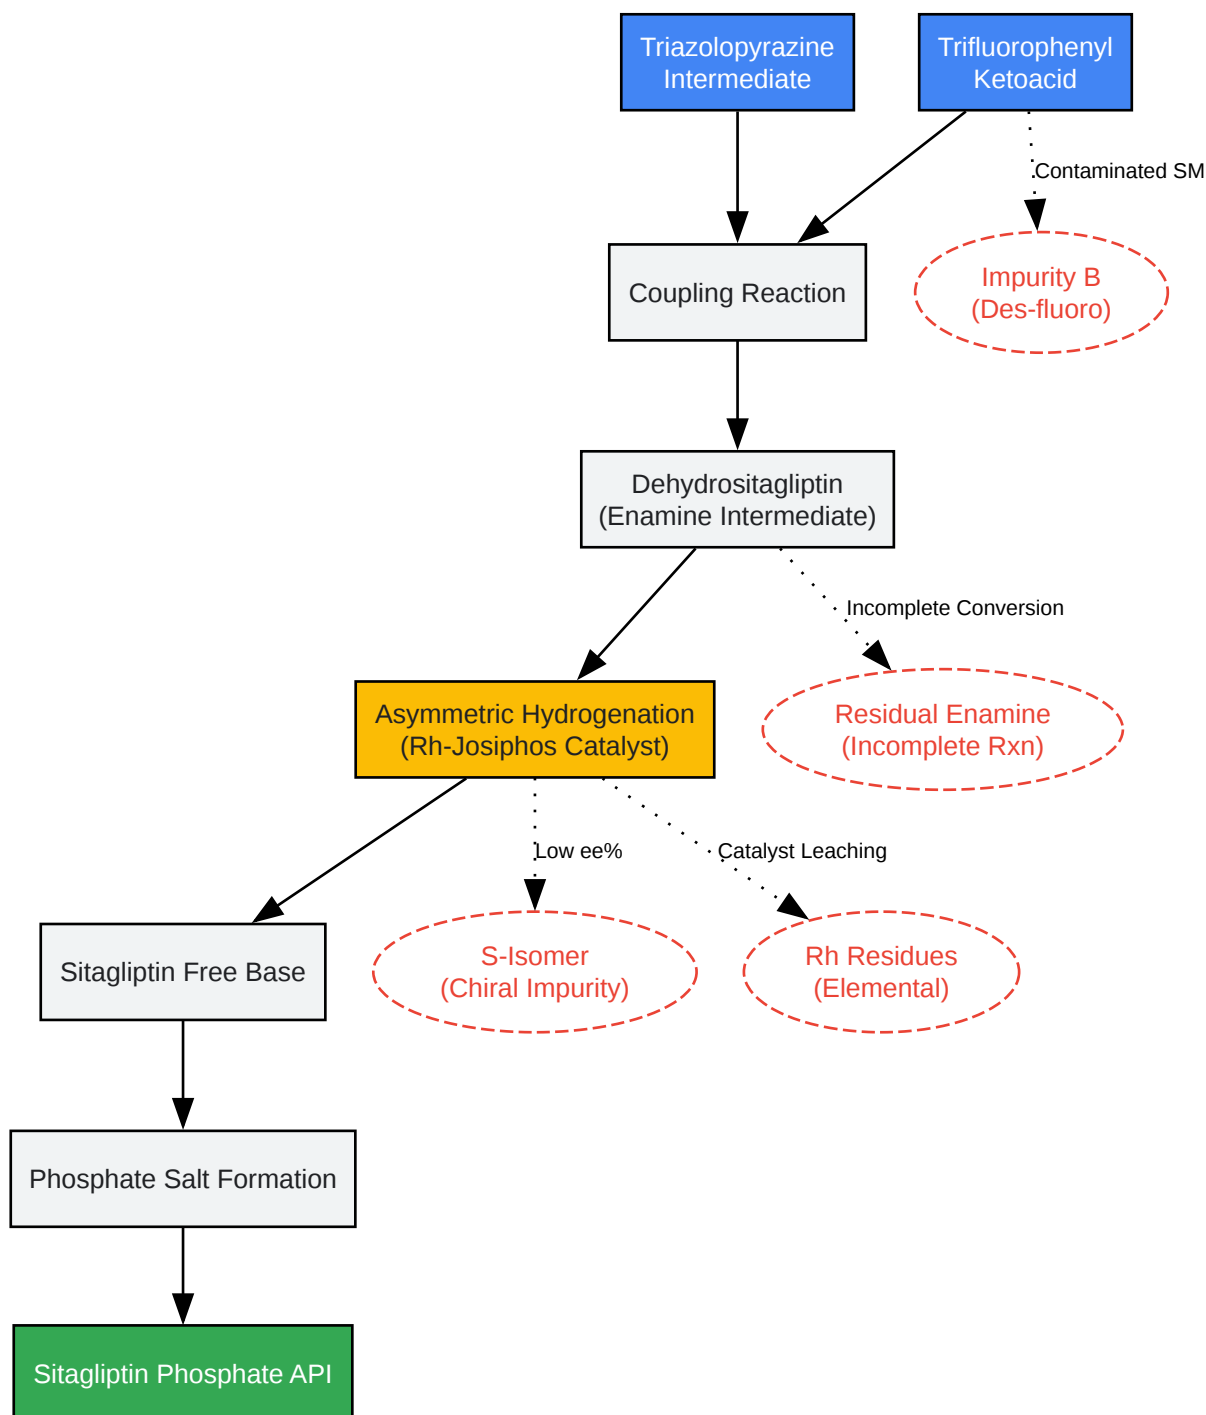 Triazolopyrazine
Intermediate
Trifluorophenyl
Ketoacid
Contaminated SM
Coupling Reaction
Impurity B
(Des-fluoro)
Dehydrositagliptin
(Enamine Intermediate)
Incomplete Conversion
Asymmetric Hydrogenation
(Rh-Josiphos Catalyst)
Residual Enamine
(Incomplete Rxn)
Low ee%
Catalyst Leaching
Sitagliptin Free Base
S-Isomer
(Chiral Impurity)
Rh Residues
(Elemental)
Phosphate Salt Formation
Sitagliptin Phosphate API